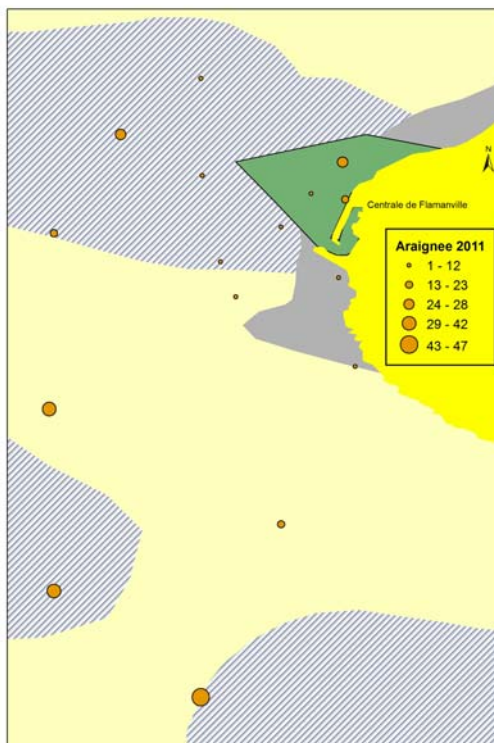 N
Centrale de Flamanville
Araignee 2011
1 - 12
13 - 23
24 - 28
29 - 42
43 - 47